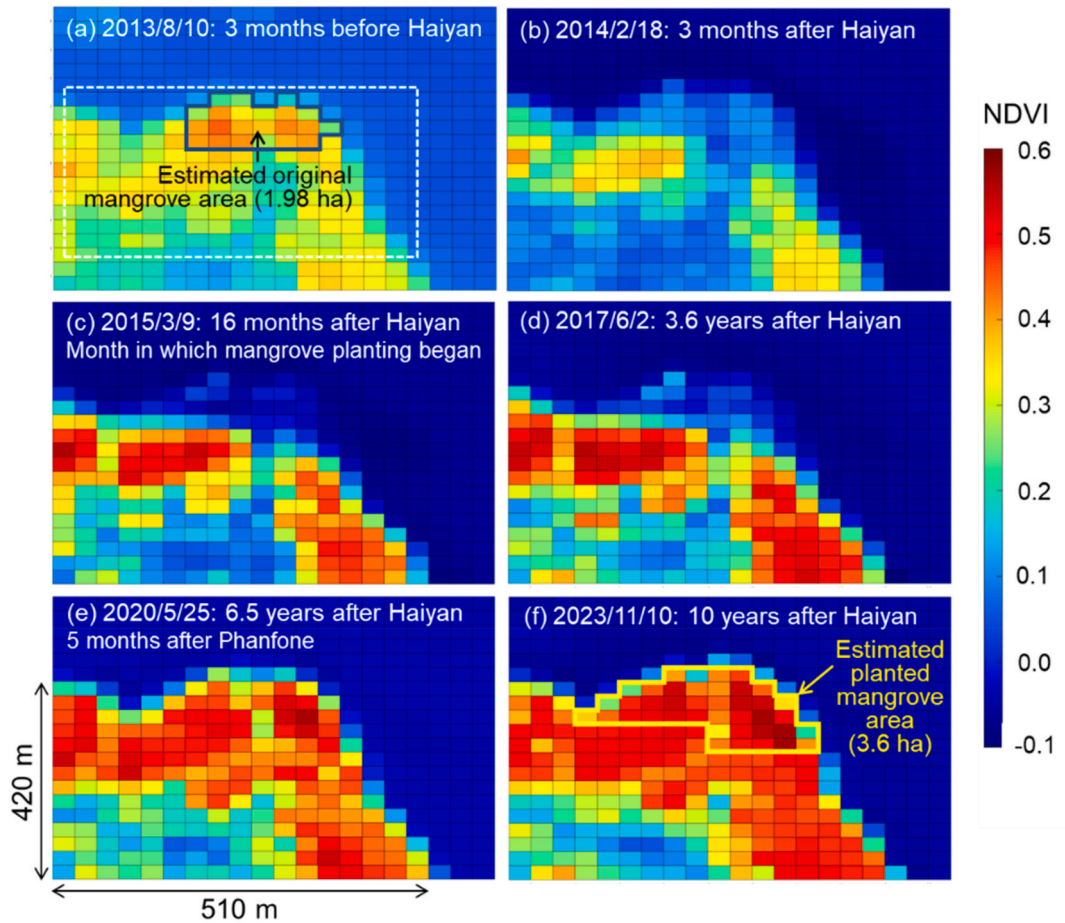 (a) 2013/8/10: 3 months before Haiyan
Estimated original
mangrove area (1.98 ha)
(b) 2014/2/18: 3 months after Haiyan
NDVI
0.6
0.5
0.4
0.3
0.2
0.1
0.0
-0.1
(c) 2015/3/9: 16 months after Haiyan
Month in which mangrove planting began
(d) 2017/6/2: 3.6 years after Haiyan
(e) 2020/5/25: 6.5 years after Haiyan
5 months after Phanfone
420 m
510 m
(f) 2023/11/10: 10 years after Haiyan
Estimated
planted
mangrove
area
(3.6 ha)